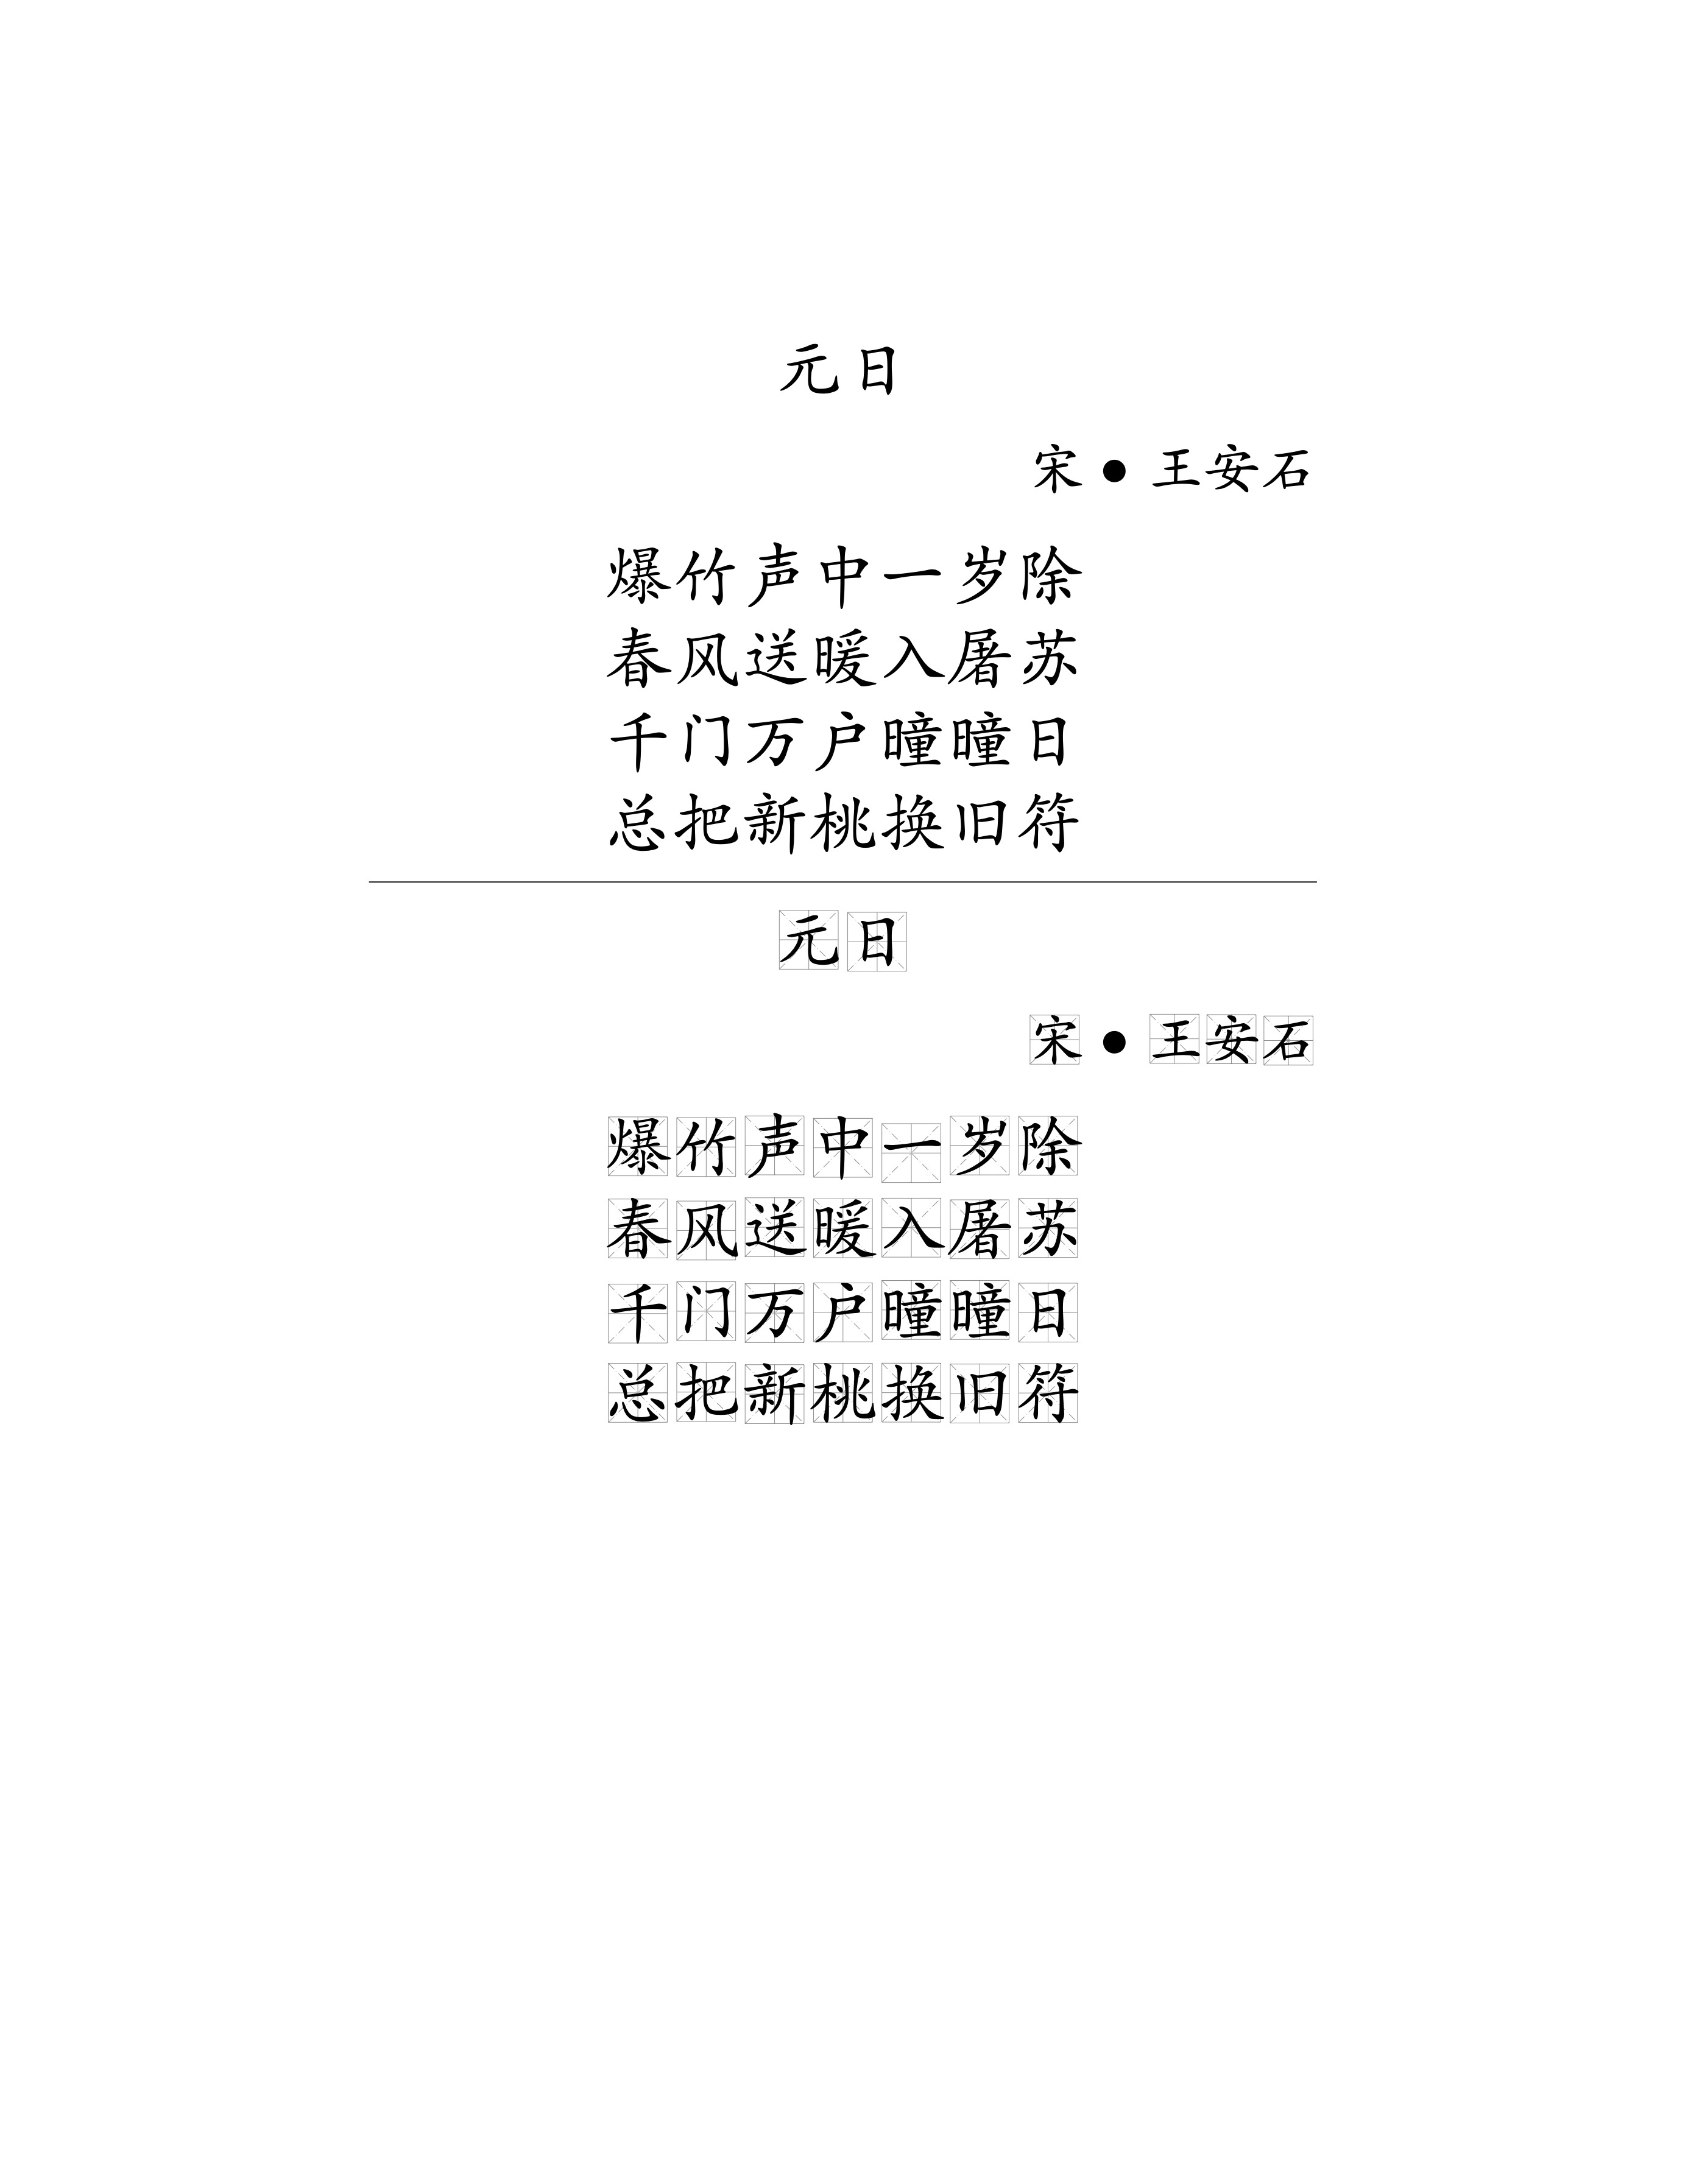 元日
宋●王安石
爆竹声中一岁除
春风送暖入屠苏
千门万户曈曈日
总把新桃换旧符
元日
宋●王安石
爆竹声中一岁除
春风送暖入屠苏
千门万户曈曈日
总把新桃换旧符